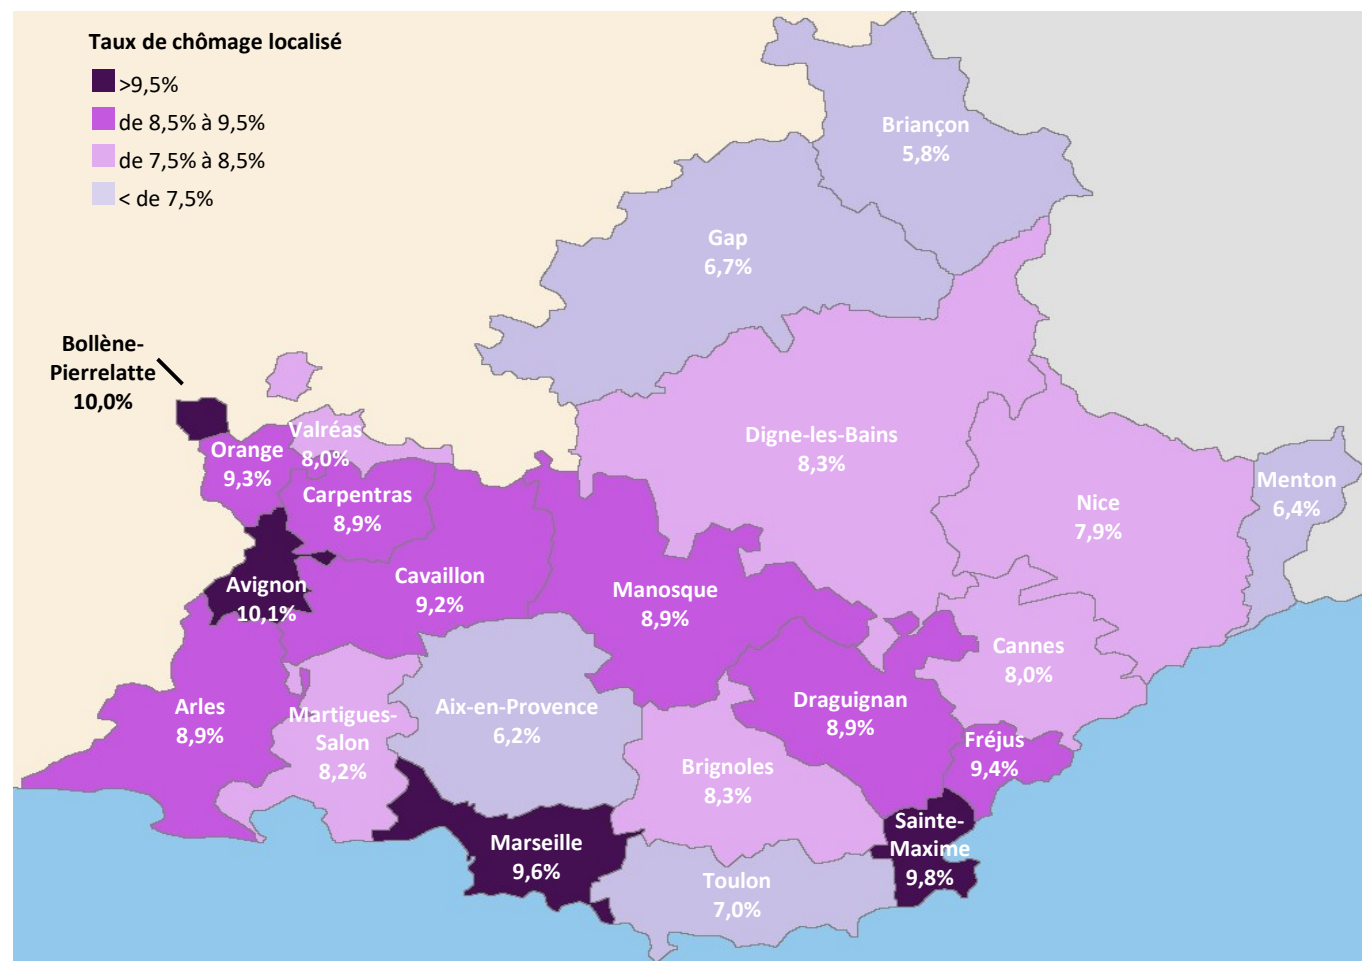 Taux de chômage localisé
>9,5%
de 8,5% à 9,5%
de 7,5% à 8,5%
< de 7,5%
Briançon
5,8%
Gap
6,7%
Bollène-
Pierrelatte
10,0%
Valréas
8,0%
Orange
9,3%
Carpentras
8,9%
Digne-les-Bains
8,3%
Menton
6,4%
Nice
7,9%
Avignon
10,1%
Cavaillon
9,2%
Manosque
8,9%
Cannes
8,0%
Arles
8,9%
Martigues-
Salon
8,2%
Aix-en-Provence
6,2%
Draguignan
8,9%
Fréjus
9,4%
Brignoles
8,3%
Sainte-
Maxime
9,8%
Marseille
9,6%
Toulon
7,0%